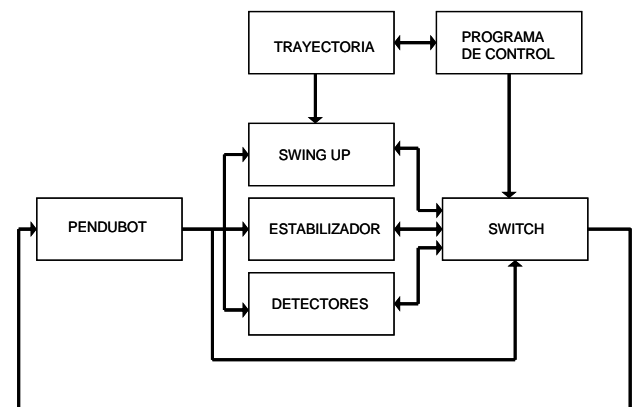 TRAYECTORIA
PROGRAMA
DE CONTROL
SWING UP
PENDUBOT
ESTABILIZADOR
SWITCH
DETECTORES